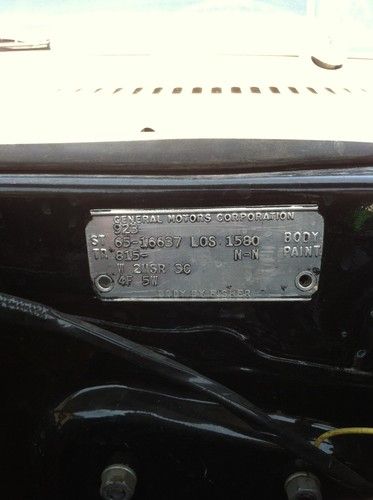 GENERAL MOTORS CORPORATION
923
ST 65-16637 LOS 1580 BODY
TR. 815- N-N PAINT
W 2MGR SC
4F 5W
BODY BY FISHER